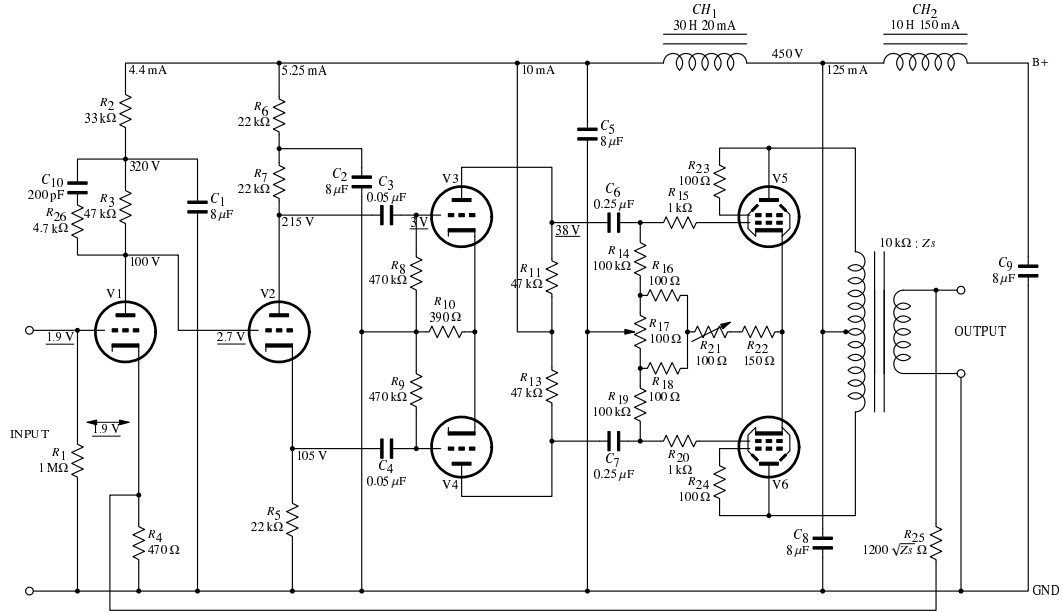 CH1
30 H 20 mA
CH2
10 H 150 mA
450 V
B+
4.4 mA
5.25 mA
10 mA
125 mA
R2
33 kΩ
R6
22 kΩ
C5
8 µF
320 V
C10
200 pF
R3
47 kΩ
R26
4.7 kΩ
C1
8 µF
R7
22 kΩ
C2
8 µF
C3
0.05 µF
V3
R23
100 Ω
V5
C6
0.25 µF
R15
1 kΩ
215 V
3 V
38 V
100 V
R8
470 kΩ
R11
47 kΩ
R14
100 kΩ
R16
100 Ω
10 kΩ : Zs
C9
8 µF
V1
V2
R10
390 Ω
R17
100 Ω
R21
100 Ω
R22
150 Ω
OUTPUT
1.9 V
2.7 V
R9
470 kΩ
R13
47 kΩ
R18
100 Ω
R19
100 kΩ
1.9 V
INPUT
R1
1 MΩ
105 V
C4
0.05 µF
V4
C7
0.25 µF
R20
1 kΩ
R24
100 Ω
V6
R5
22 kΩ
R4
470 Ω
C8
8 µF
R25
1200 √Zs Ω
GND